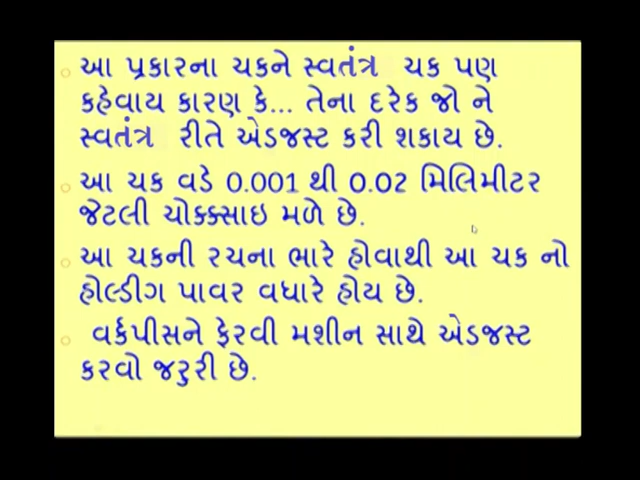 આ પ્રકારના ચકને સ્વતંત્ર ચક પણ
કહેવાય કારણ કે... તેના દરેક જો ને
સ્વતંત્ર રીતે એડજસ્ટ કરી શકાય છે.
આ ચક વડે 0.001 થી 0.02 મિલિમીટર
જેટલી ચોક્ક્સાઇ મળે છે.
આ ચકની રચના ભારે હોવાથી આ ચક નો
હોલ્ડીગ પાવર વધારે હોય છે.
વર્કપીસને ફેરવી મશીન સાથે એડજસ્ટ
કરવો જરુરી છે.